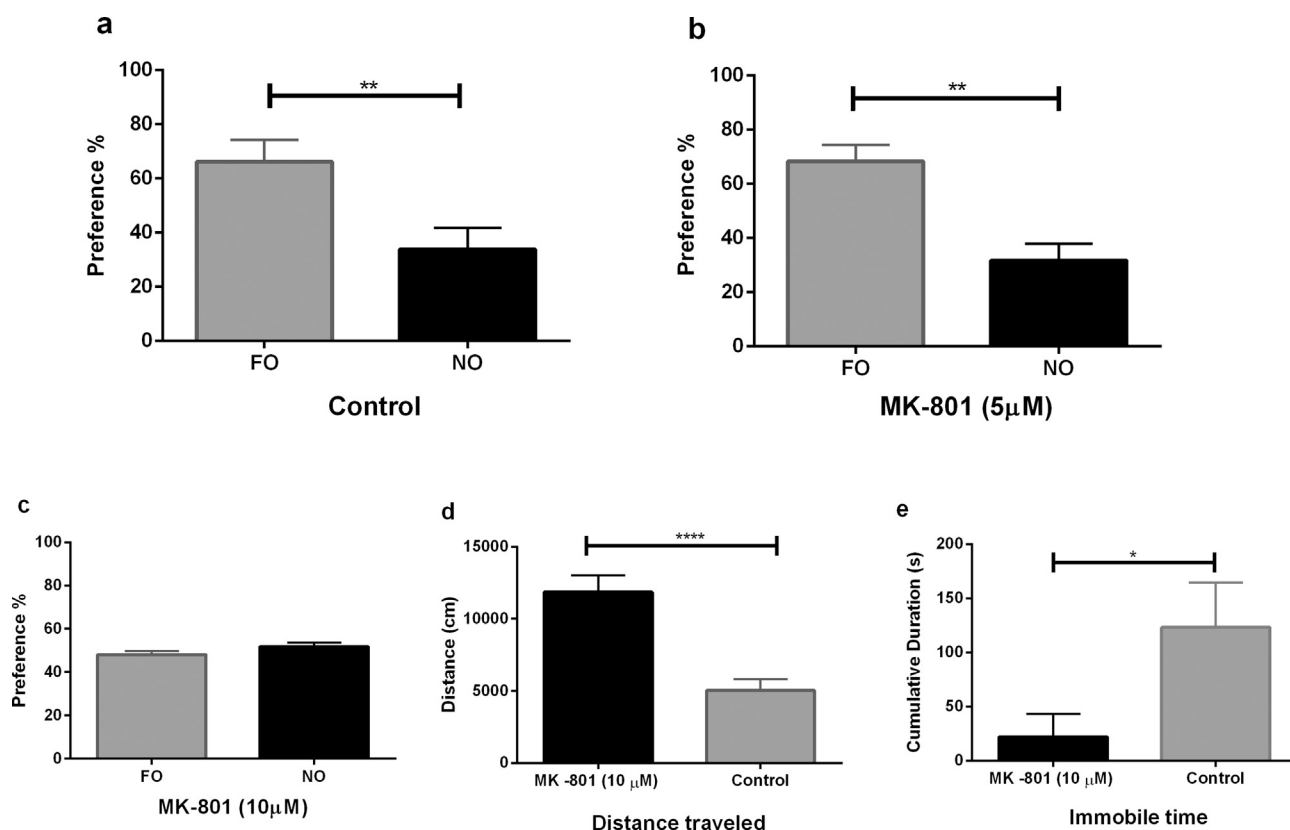 a
100
80
60
40
20
0
Preference %
**
FO
NO
Control
b
100
80
60
40
20
0
Preference %
**
FO
NO
MK-801 (5μM)
c
100
80
60
40
20
0
Preference %
FO
NO
MK-801 (10μM)
d
15000
10000
5000
0
Distance (cm)
****
MK -801 (10 μM)
Control
Distance traveled
e
200
150
100
50
0
Cumulative Duration (s)
*
MK -801 (10 μM)
Control
Immobile time